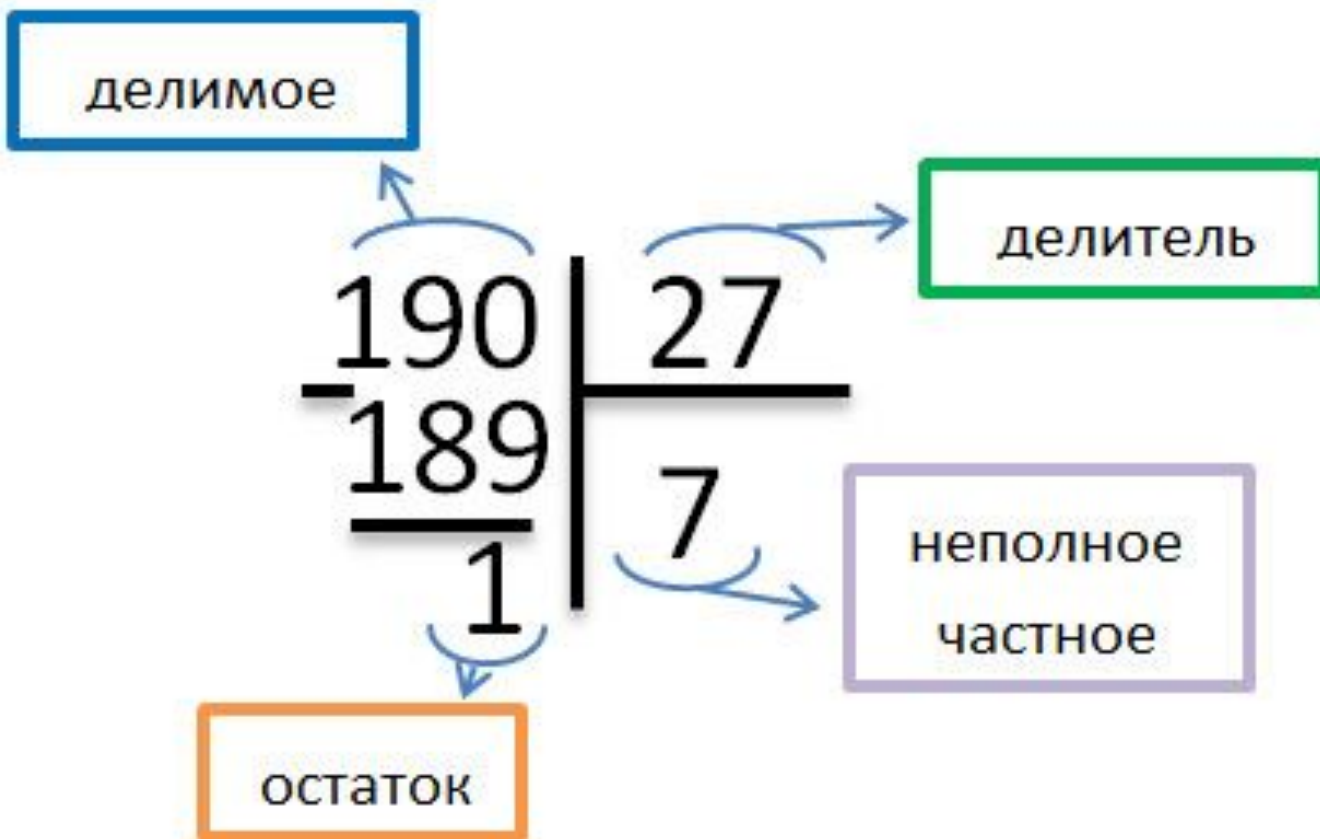 делимое
делитель
190 27
-
189
7
неполное
частное
1
остаток